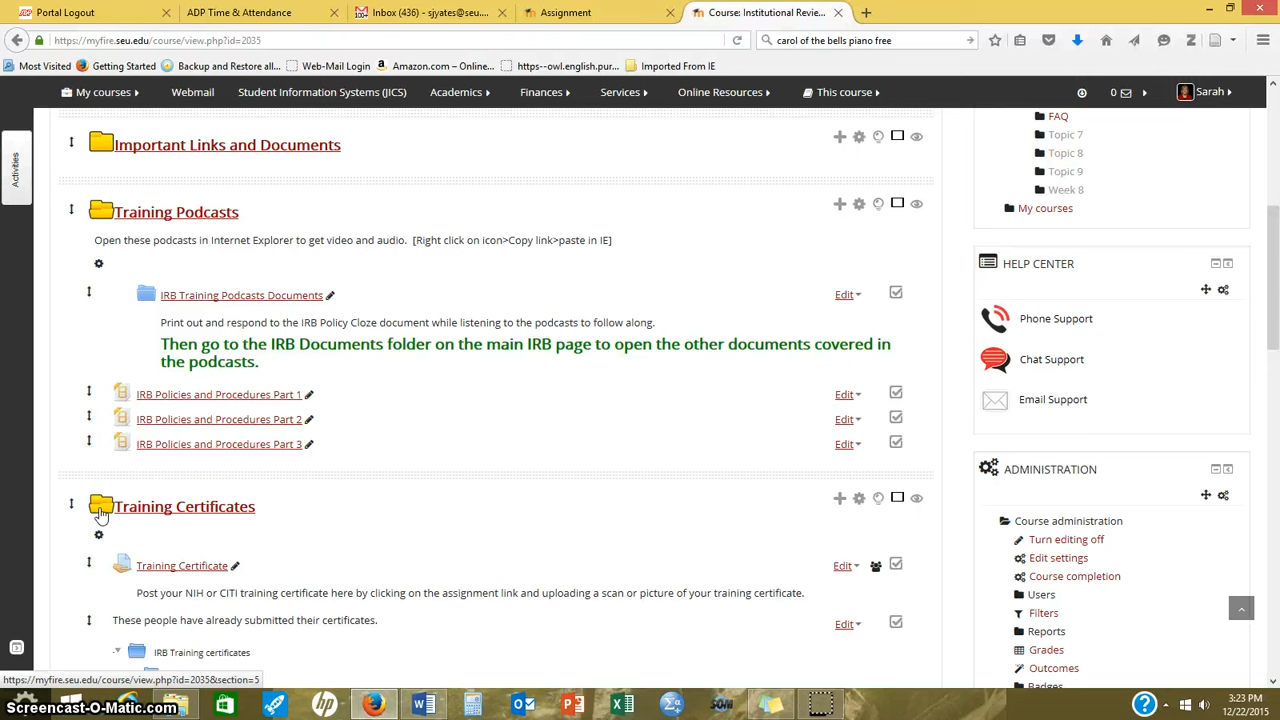 Portal Logout
ADP Time & Attendance
Inbox (436) - sjyates@seu....
Assignment
Course: Institutional Revie...
https://myfire.seu.edu/course/view.php?id=2035
carol of the bells piano free
Most Visited
Getting Started
Backup and Restore all...
Web-Mail Login
Amazon.com – Online...
https--owl.english.pur...
Imported From IE
My courses
Webmail
Student Information Systems (JICS)
Academics
Finances
Services
Online Resources
This course
0
Sarah
Activities
Important Links and Documents
Training Podcasts
Open these podcasts in Internet Explorer to get video and audio. [Right click on icon>Copy link>paste in IE]
IRB Training Podcasts Documents
Edit
Print out and respond to the IRB Policy Cloze document while listening to the podcasts to follow along.
Then go to the IRB Documents folder on the main IRB page to open the other documents covered in
the podcasts.
IRB Policies and Procedures Part 1
Edit
IRB Policies and Procedures Part 2
Edit
IRB Policies and Procedures Part 3
Edit
Training Certificates
Training Certificate
Edit
Post your NIH or CITI training certificate here by clicking on the assignment link and uploading a scan or picture of your training certificate.
These people have already submitted their certificates.
Edit
IRB Training certificates
FAQ
Topic 7
Topic 8
Topic 9
Week 8
My courses
HELP CENTER
Phone Support
Chat Support
Email Support
ADMINISTRATION
Course administration
Turn editing off
Edit settings
Course completion
Users
Filters
Reports
Grades
Outcomes
Badges
https://myfire.seu.edu/course/view.php?id=2035&section=5
Screencast-O-Matic.com
3:23 PM
12/22/2015